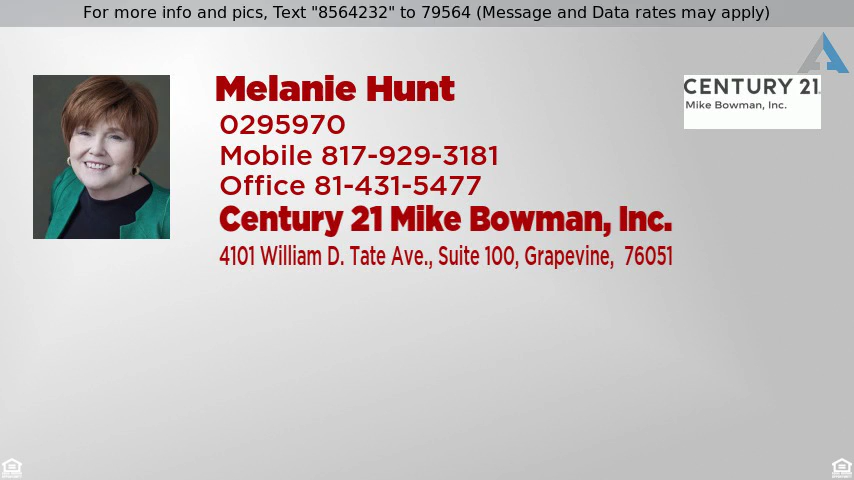 For more info and pics, Text "8564232" to 79564 (Message and Data rates may apply)
CENTURY 21
Mike Bowman, Inc.
Melanie Hunt
0295970
Mobile 817-929-3181
Office 81-431-5477
Century 21 Mike Bowman, Inc.
4101 William D. Tate Ave., Suite 100, Grapevine,  76051